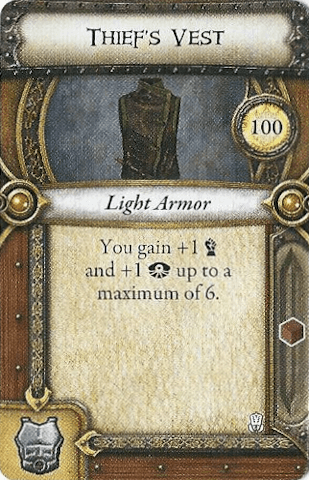 THIEF'S VEST
100
Light Armor
You gain +1
and +1 up to a
maximum of 6.